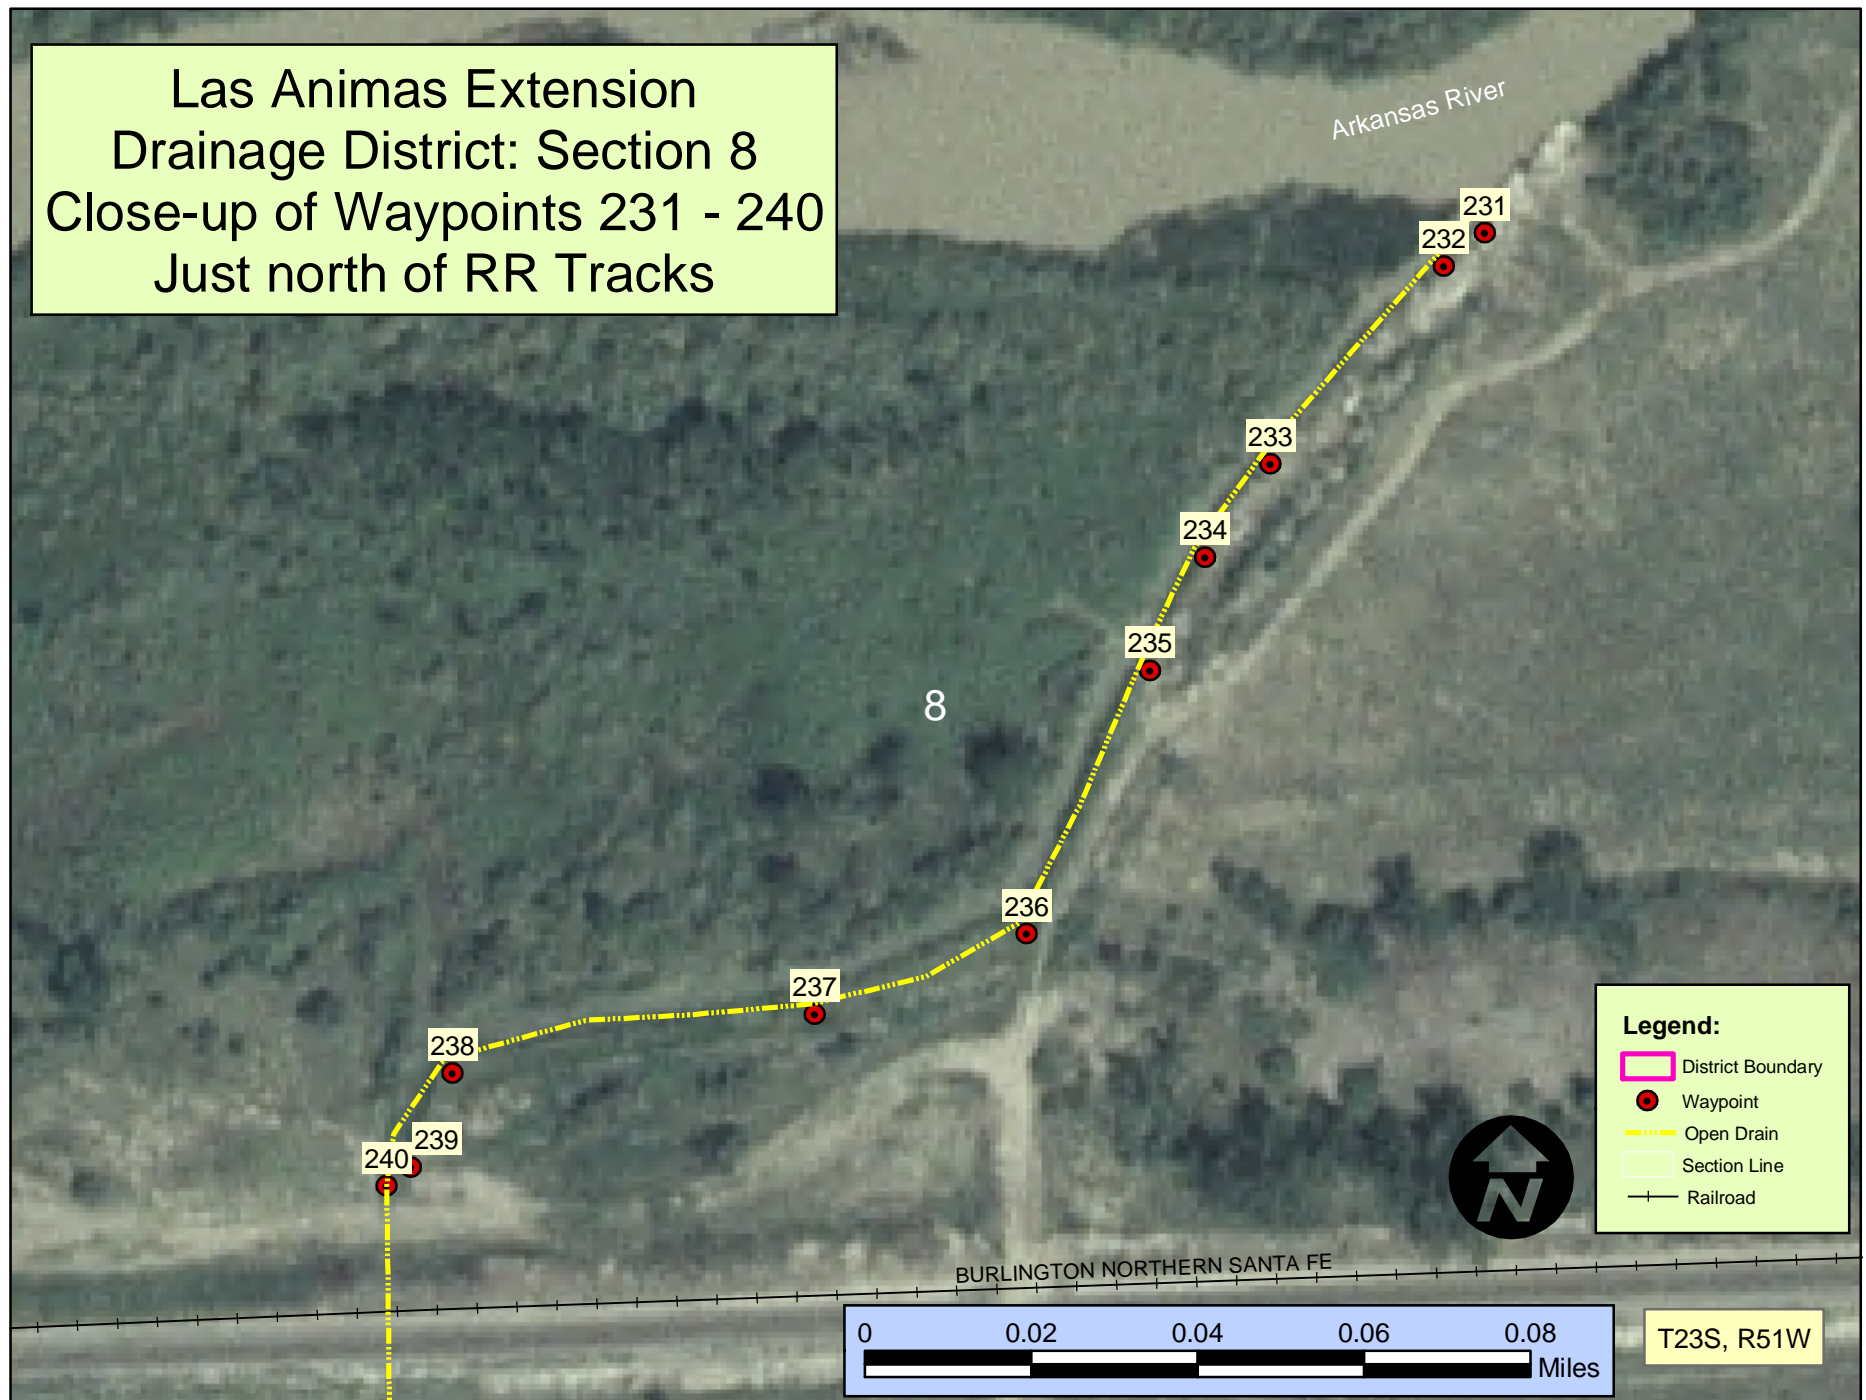 Las Animas Extension
Drainage District: Section 8
Close-up of Waypoints 231 - 240
Just north of RR Tracks
Arkansas River
231
232
233
234
235
8
236
237
238
239
240
Legend:
District Boundary
Waypoint
Open Drain
Section Line
Railroad
N
BURLINGTON NORTHERN SANTA FE
0 0.02 0.04 0.06 0.08
Miles
T23S, R51W